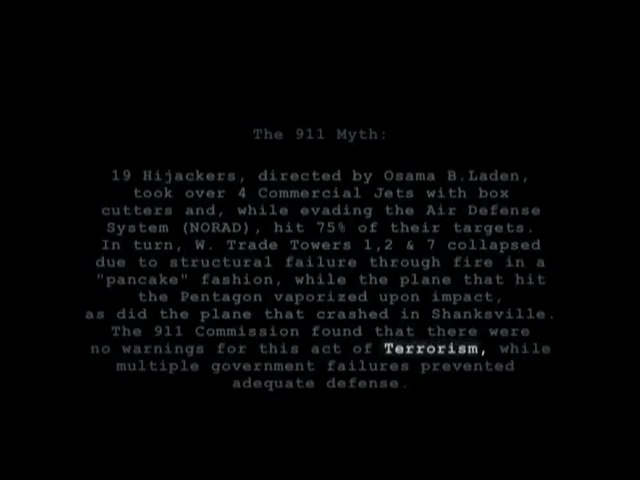 The 911 Myth:
19 Hijackers, directed by Osama B.Laden,
took over 4 Commercial Jets with box
cutters and, while evading the Air Defense
System (NORAD), hit 75% of their targets.
In turn, W. Trade Towers 1,2 & 7 collapsed
due to structural failure through fire in a
"pancake" fashion, while the plane that hit
the Pentagon vaporized upon impact,
as did the plane that crashed in Shanksville.
The 911 Commission found that there were
no warnings for this act of Terrorism, while
multiple government failures prevented
adequate defense.